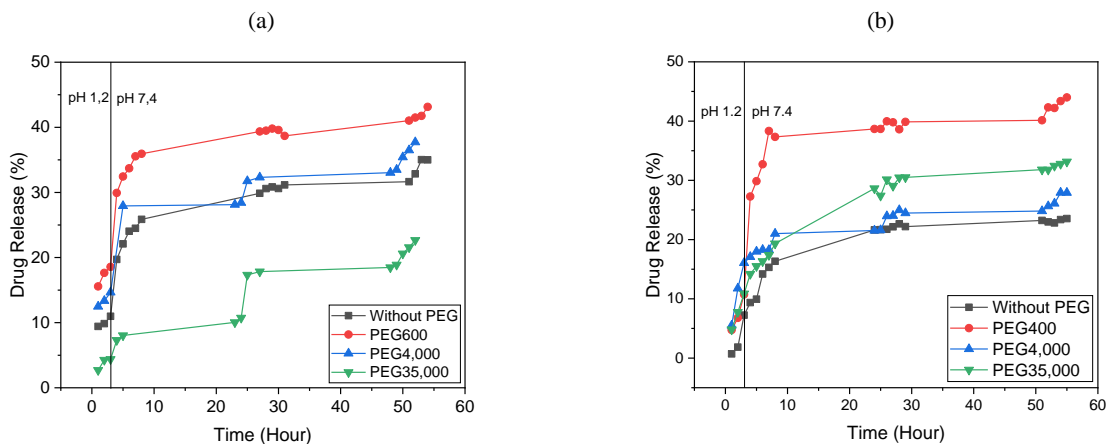 (a)
50
40
30
20
10
0
Drug Release (%)
pH 1,2
pH 7,4
Without PEG
PEG600
PEG4,000
PEG35,000
0 10 20 30 40 50 60
Time (Hour)
(b)
50
40
30
20
10
0
Drug Release (%)
pH 1.2
pH 7.4
Without PEG
PEG400
PEG4,000
PEG35,000
0 10 20 30 40 50 60
Time (Hour)